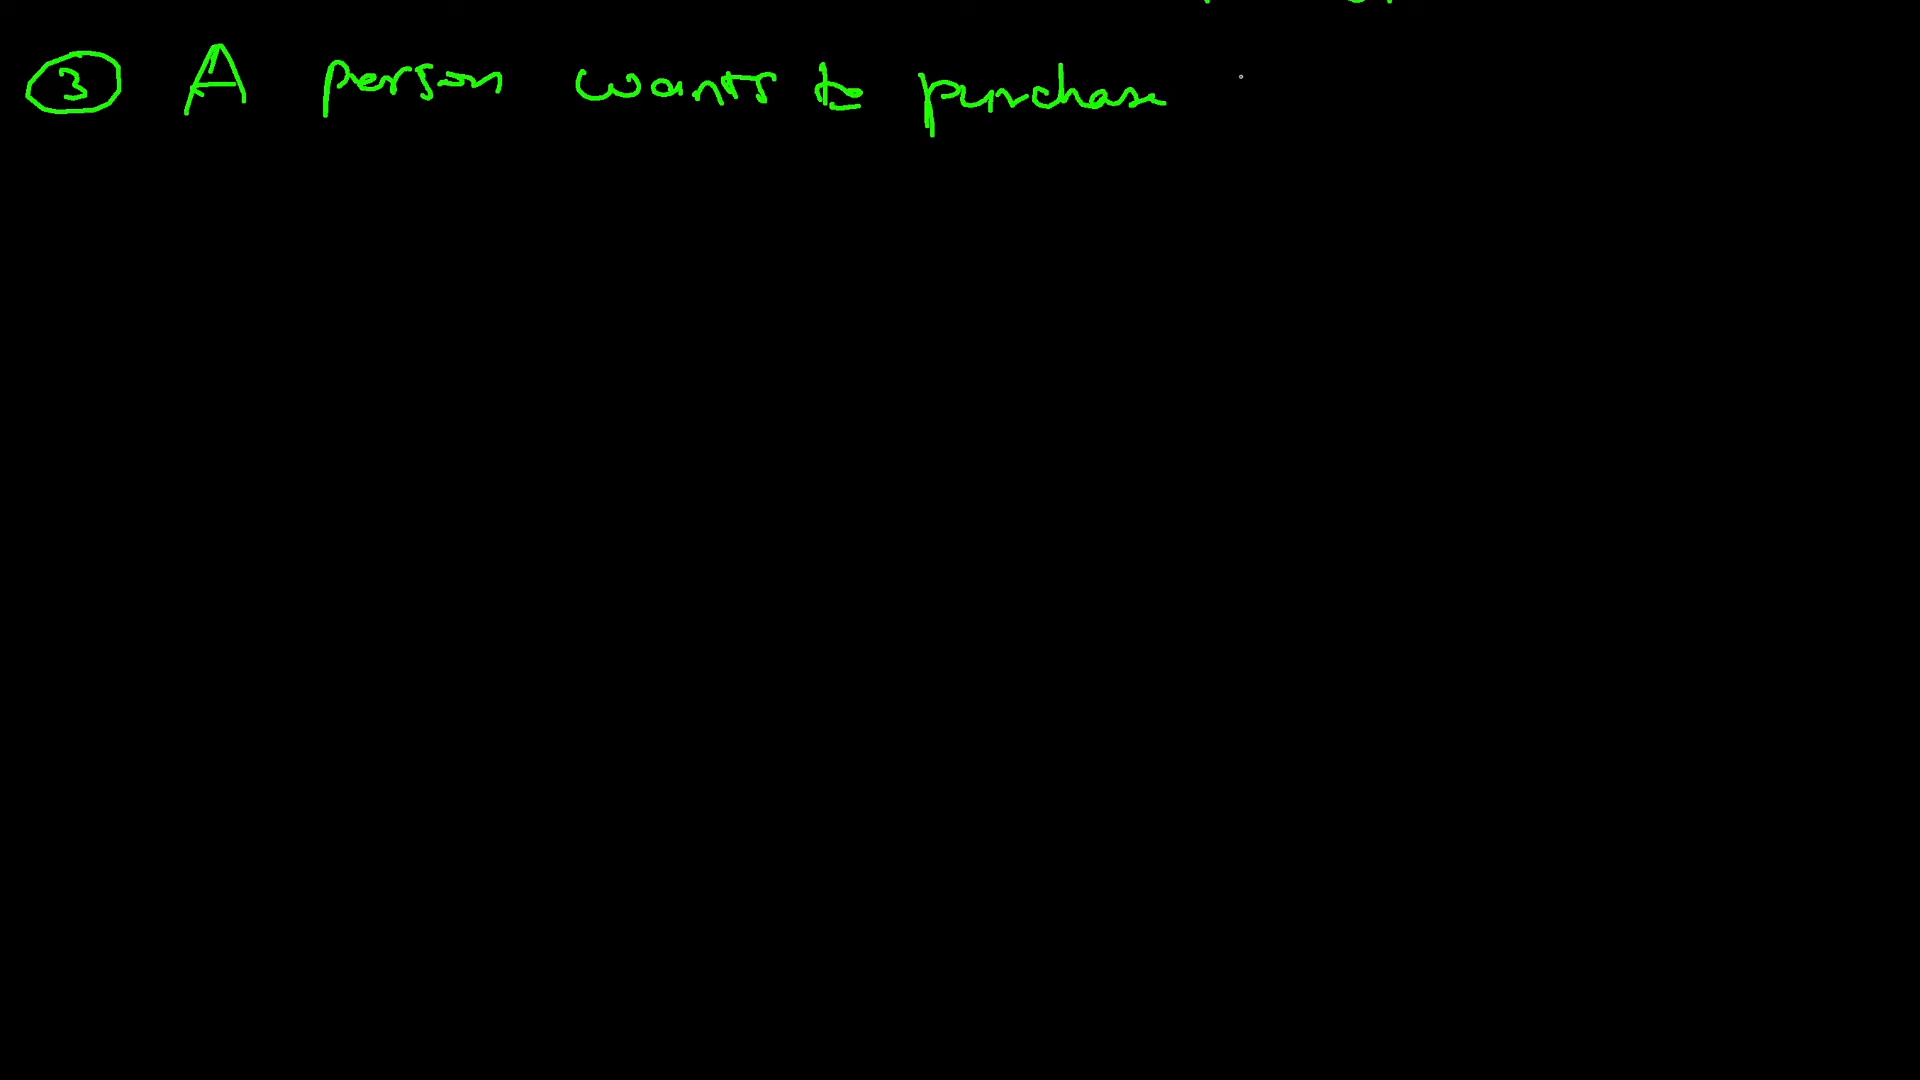 ③ A person wants to purchase